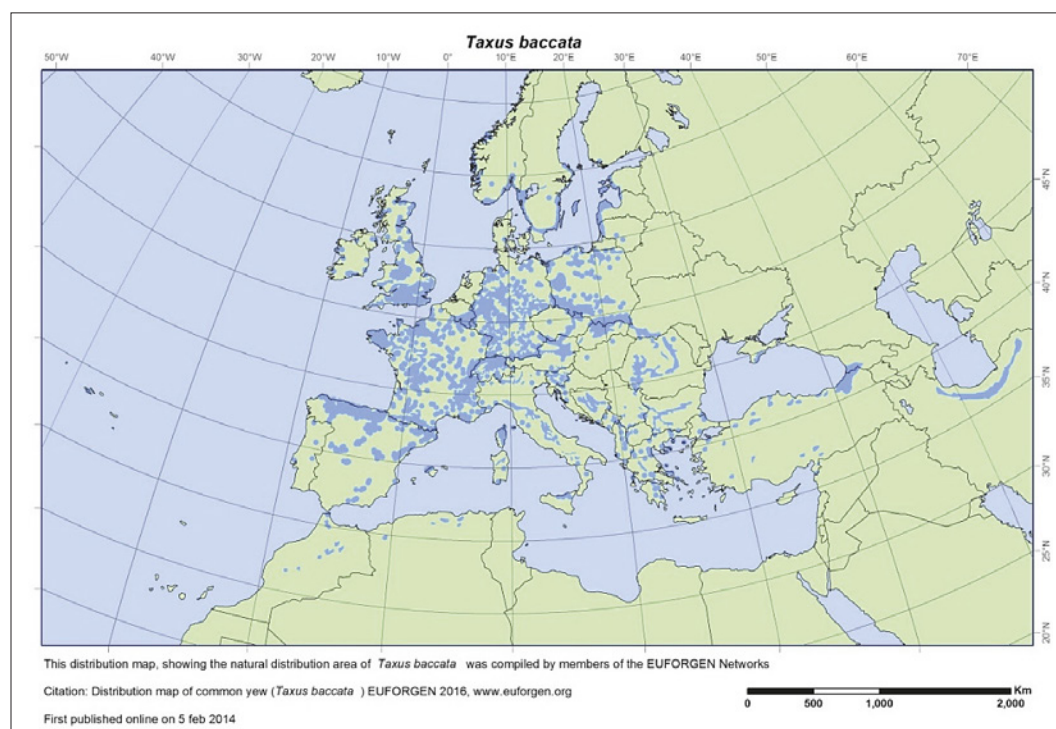 Taxus baccata
50°W 40°W 30°W 20°W 10°W 0° 10°E 20°E 30°E 40°E 50°E 60°E 70°E
45°N
40°N
35°N
30°N
25°N
20°N
This distribution map, showing the natural distribution area of Taxus baccata was compiled by members of the EUFORGEN Networks
Citation: Distribution map of common yew (Taxus baccata ) EUFORGEN 2016, www.euforgen.org
First published online on 5 feb 2014
Km
0 500 1,000 2,000